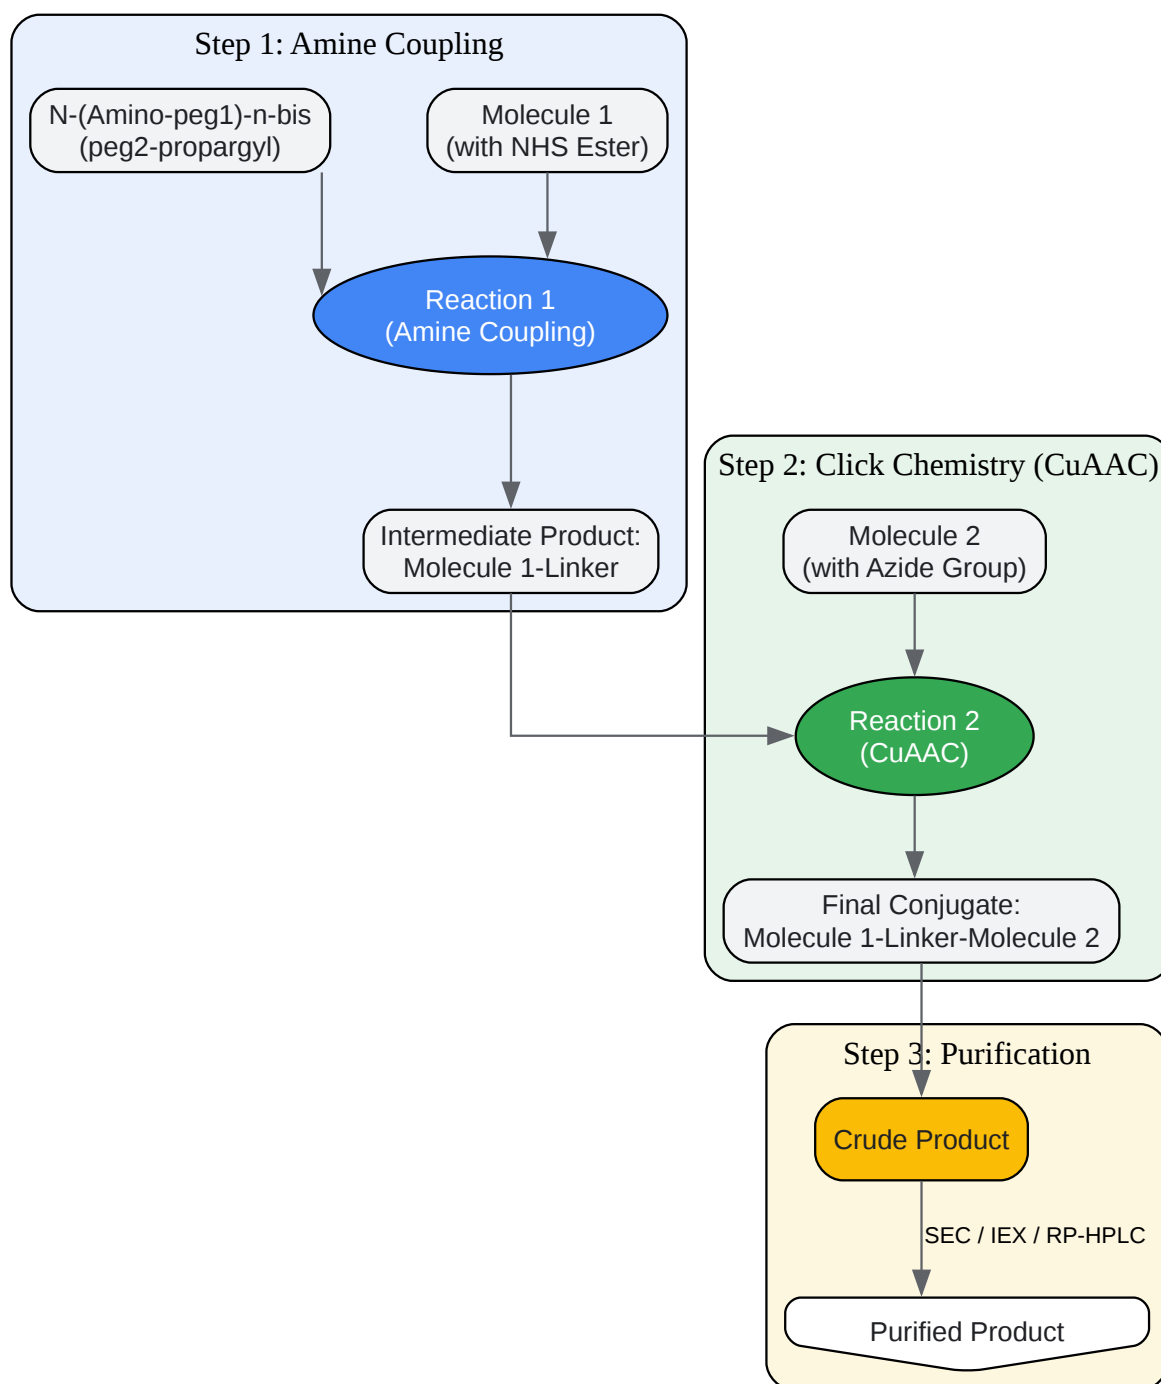 Step 1: Amine Coupling
N-(Amino-peg1)-n-bis
(peg2-propargyl)
Molecule 1
(with NHS Ester)
Reaction 1
(Amine Coupling)
Intermediate Product:
Molecule 1-Linker
Step 2: Click Chemistry (CuAAC)
Molecule 2
(with Azide Group)
Reaction 2
(CuAAC)
Final Conjugate:
Molecule 1-Linker-Molecule 2
Step 3: Purification
Crude Product
SEC / IEX / RP-HPLC
Purified Product